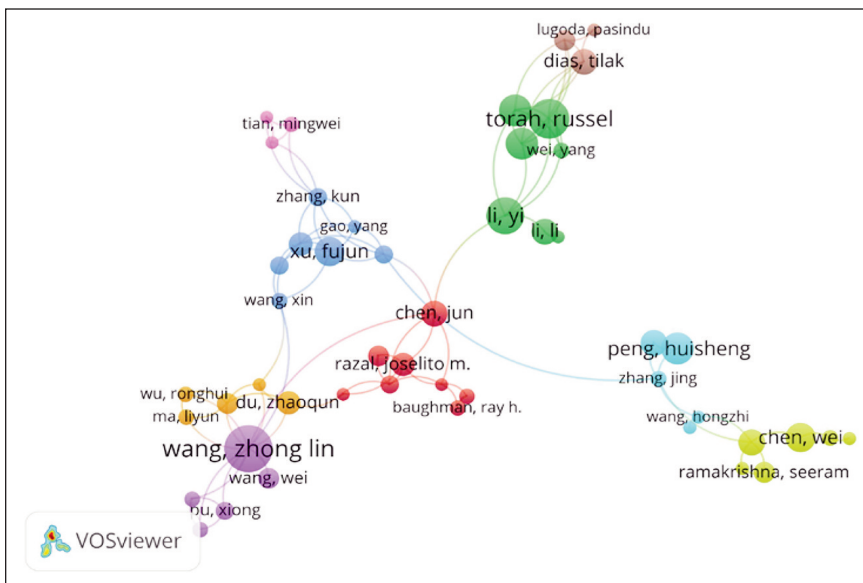 lugoda, pasindu
dias, tilak
torah, russel
wei, yang
tian, mingwei
zhang, kun
li, yi
gao, yang
li, li
xu, fujun
wang, xin
chen, jun
peng, huisheng
razal, joselito m.
zhang, jing
wu, ronghui
du, zhaoqun
baughman, ray h.
ma, liyun
wang, hongzhi
chen, wei
wang, zhong lin
ramakrishna, seeram
wang, wei
pu, xiong
VOSviewer